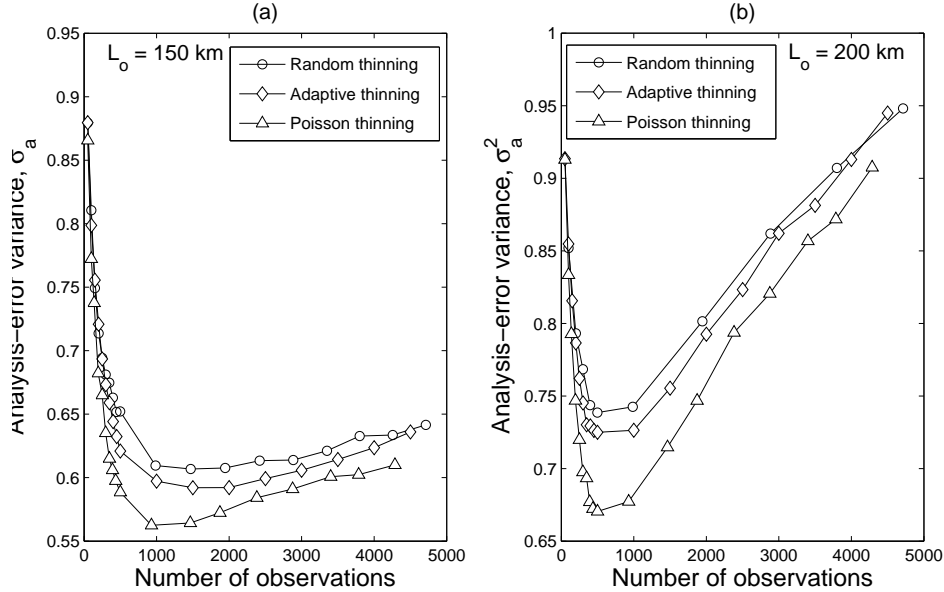 (a)
L_o = 150 km
Random thinning
Adaptive thinning
Poisson thinning
Analysis−error variance, σ_a
0.95
0.9
0.85
0.8
0.75
0.7
0.65
0.6
0.55
0
1000
2000
3000
4000
5000
Number of observations
(b)
L_o = 200 km
Random thinning
Adaptive thinning
Poisson thinning
Analysis−error variance, σ_a^2
1
0.95
0.9
0.85
0.8
0.75
0.7
0.65
0
1000
2000
3000
4000
5000
Number of observations